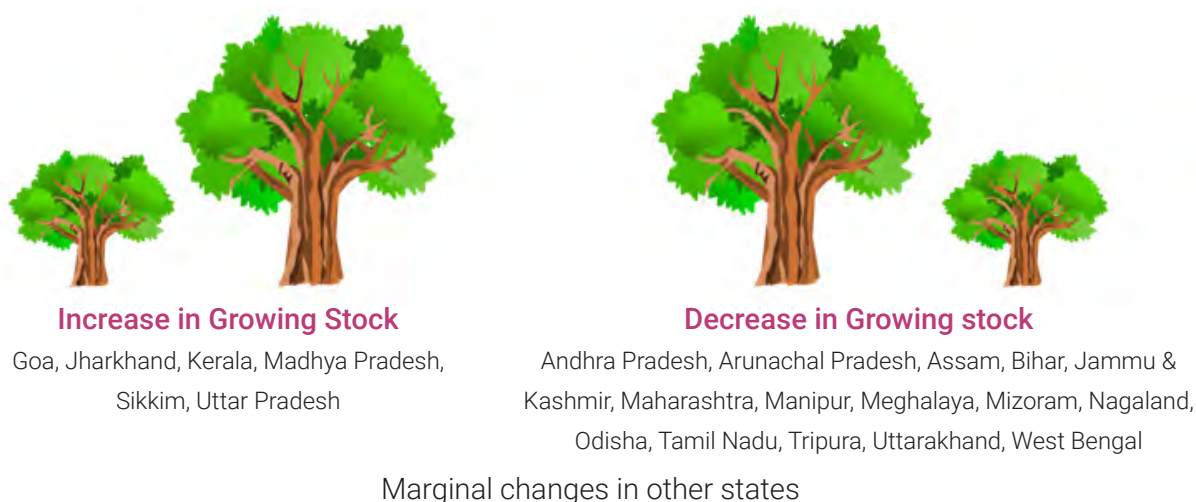 Increase in Growing Stock
Goa, Jharkhand, Kerala, Madhya Pradesh,
Sikkim, Uttar Pradesh
Decrease in Growing stock
Andhra Pradesh, Arunachal Pradesh, Assam, Bihar, Jammu &
Kashmir, Maharashtra, Manipur, Meghalaya, Mizoram, Nagaland,
Odisha, Tamil Nadu, Tripura, Uttarakhand, West Bengal
Marginal changes in other states